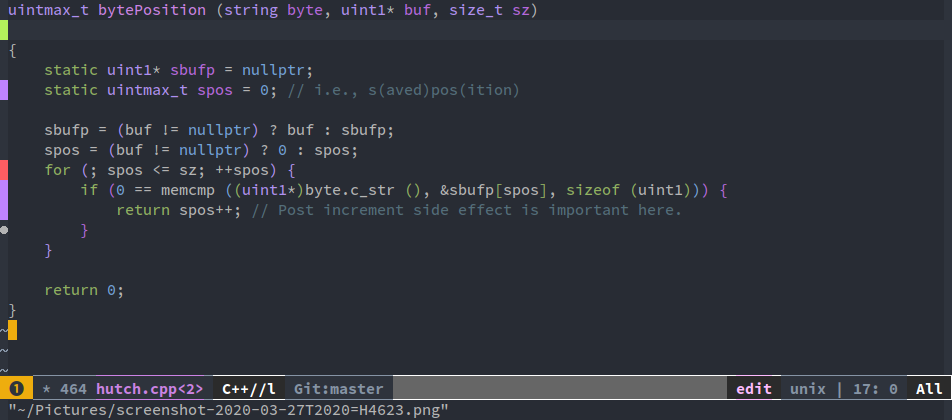 uintmax_t bytePosition (string byte, uint1* buf, size_t sz)
{
    static uint1* sbufp = nullptr;
    static uintmax_t spos = 0; // i.e., s(aved)pos(ition)
    sbufp = (buf != nullptr) ? buf : sbufp;
    spos = (buf != nullptr) ? 0 : spos;
    for (; spos <= sz; ++spos) {
        if (0 == memcmp ((uint1*)byte.c_str (), &sbufp[spos], sizeof (uint1))) {
            return spos++; // Post increment side effect is important here.
        }
    }
    return 0;
}
~
~
~
❶ * 464 hutch.cpp<2> C++//l Git:master edit unix | 17: 0 All
"~/Pictures/screenshot-2020-03-27T2020=H4623.png"